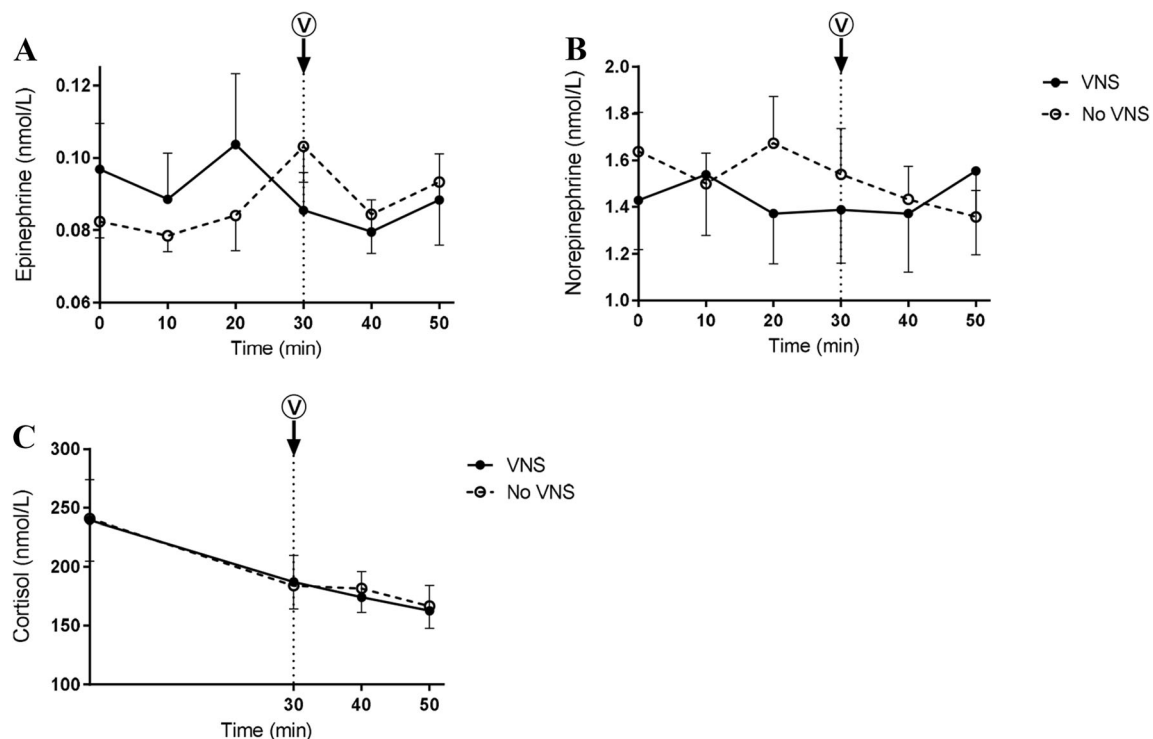 A
Ⓥ
Epinephrine (nmol/L)
0.12
0.10
0.08
0.06
0 10 20 30 40 50
Time (min)
B
Ⓥ
Norepinephrine (nmol/L)
2.0
1.8
1.6
1.4
1.2
1.0
0 10 20 30 40 50
Time (min)
VNS
No VNS
C
Ⓥ
Cortisol (nmol/L)
300
250
200
150
100
30 40 50
Time (min)
VNS
No VNS